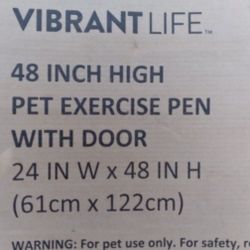 VIBRANT LIFE™
48 INCH HIGH
PET EXERCISE PEN
WITH DOOR
24 IN W x 48 IN H
(61cm x 122cm)
WARNING: For pet use only. For safety, r